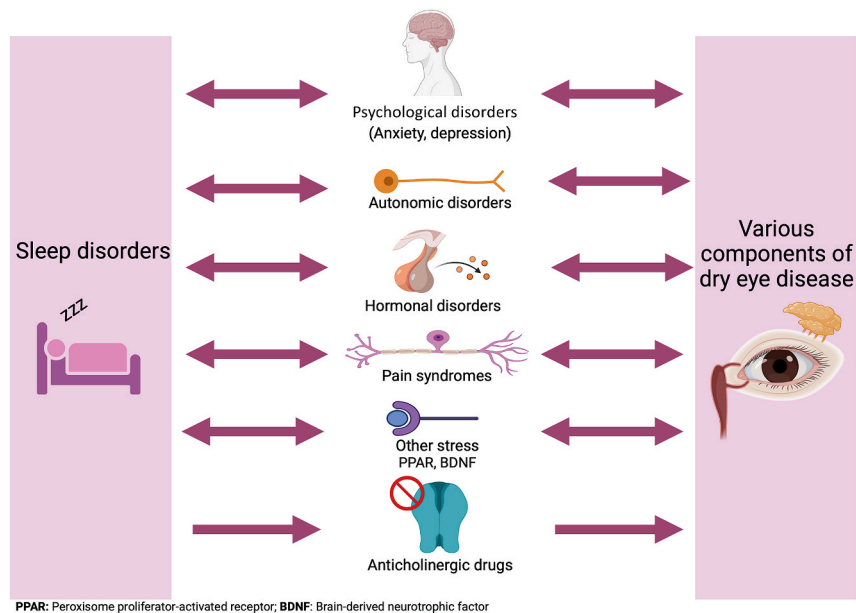 Psychological disorders
(Anxiety, depression)
Autonomic disorders
Sleep disorders
zzz
Various
components of
dry eye disease
Hormonal disorders
Pain syndromes
Other stress
PPAR, BDNF
Anticholinergic drugs
PPAR: Peroxisome proliferator-activated receptor; BDNF: Brain-derived neurotrophic factor